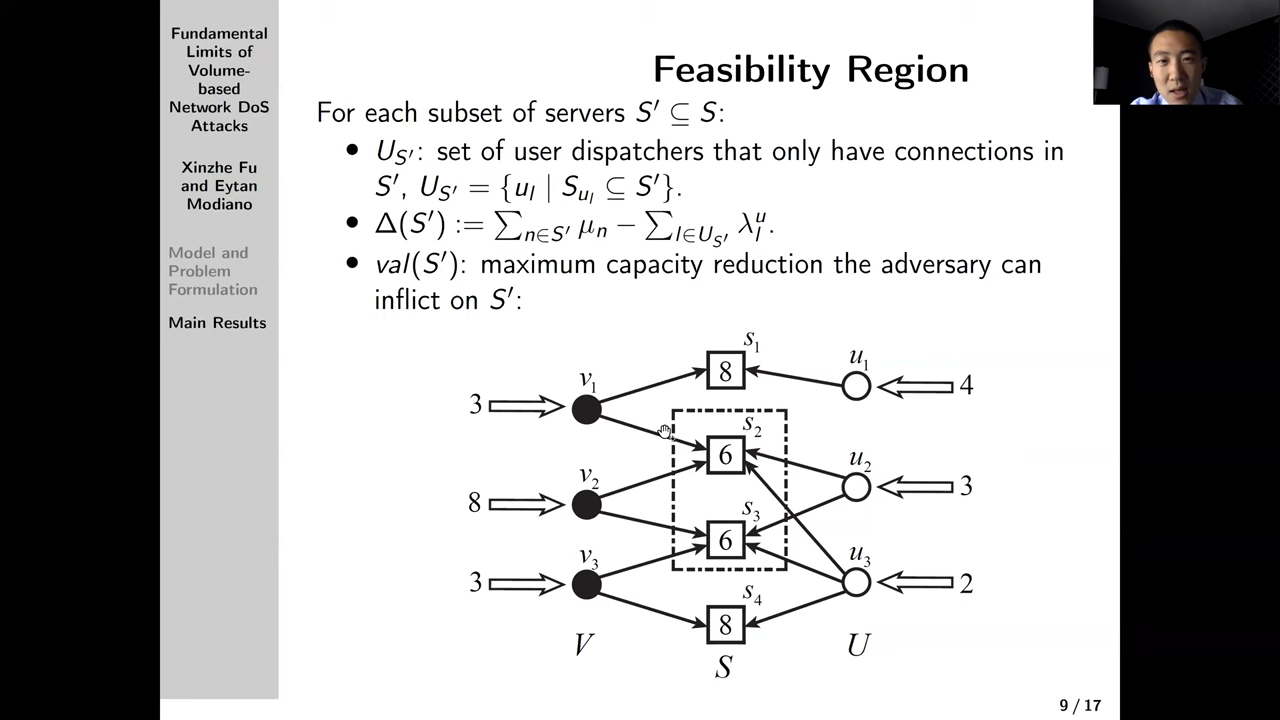 Fundamental
Limits of
Volume-
based
Network DoS
Attacks
Xinzhe Fu
and Eytan
Modiano
Model and
Problem
Formulation
Main Results
Feasibility Region
For each subset of servers S′ ⊆ S:
• U_{S′}: set of user dispatchers that only have connections in
S′, U_{S′} = {u_l | S_{u_l} ⊆ S′}.
• Δ(S′) := ∑_{n∈S′} μ_n − ∑_{l∈U_{S′}} λ_l^u.
• val(S′): maximum capacity reduction the adversary can
inflict on S′:
s_1
v_1 8 u_1
3 4
s_2
v_2 6 u_2
8 3
s_3
v_3 6 u_3
3 2
s_4
8
V S U
9 / 17